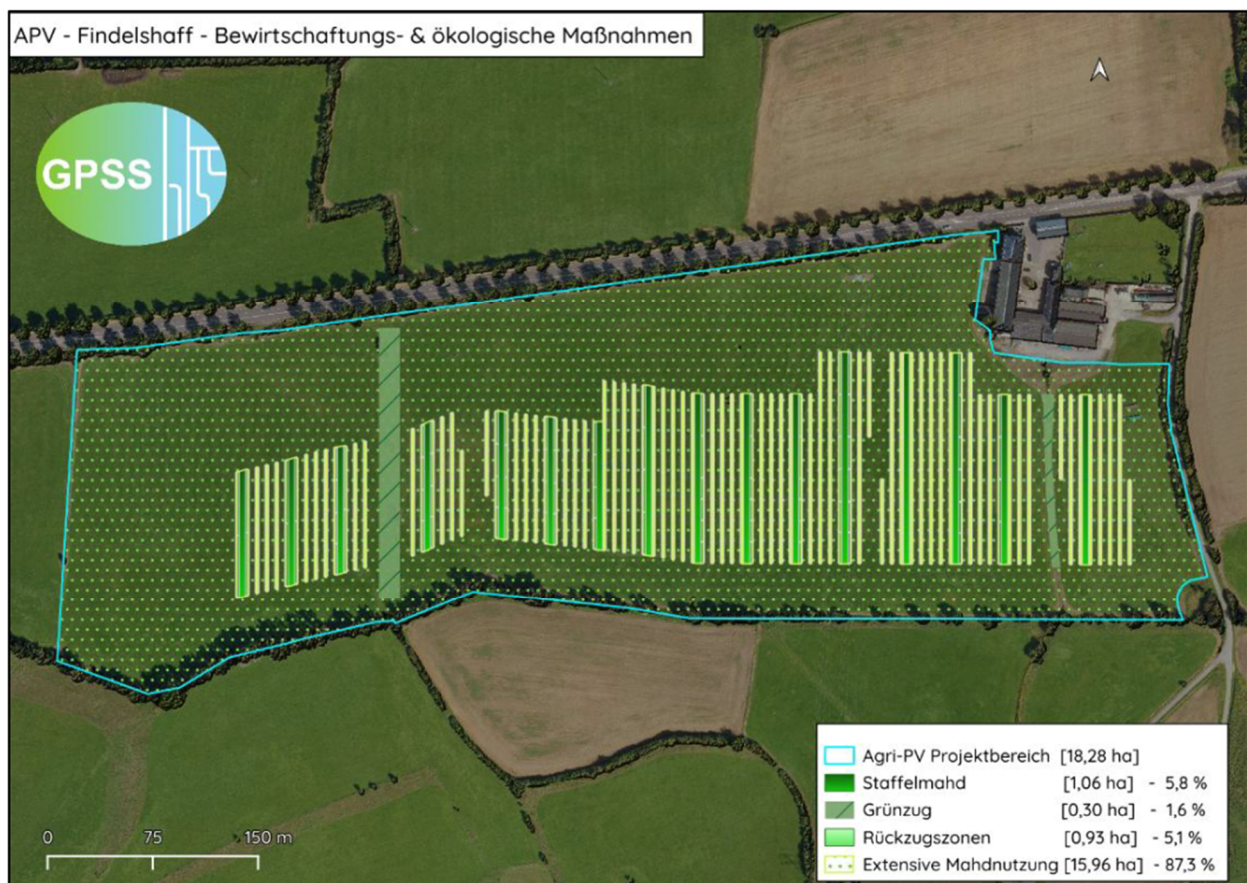 APV - Findelshaff - Bewirtschaftungs- & ökologische Maßnahmen
GPSS
Agri-PV Projektbereich [18,28 ha]
Staffelmahd [1,06 ha] - 5,8 %
Grünzug [0,30 ha] - 1,6 %
Rückzugszonen [0,93 ha] - 5,1 %
Extensive Mahdnutzung [15,96 ha] - 87,3 %
0 75 150 m